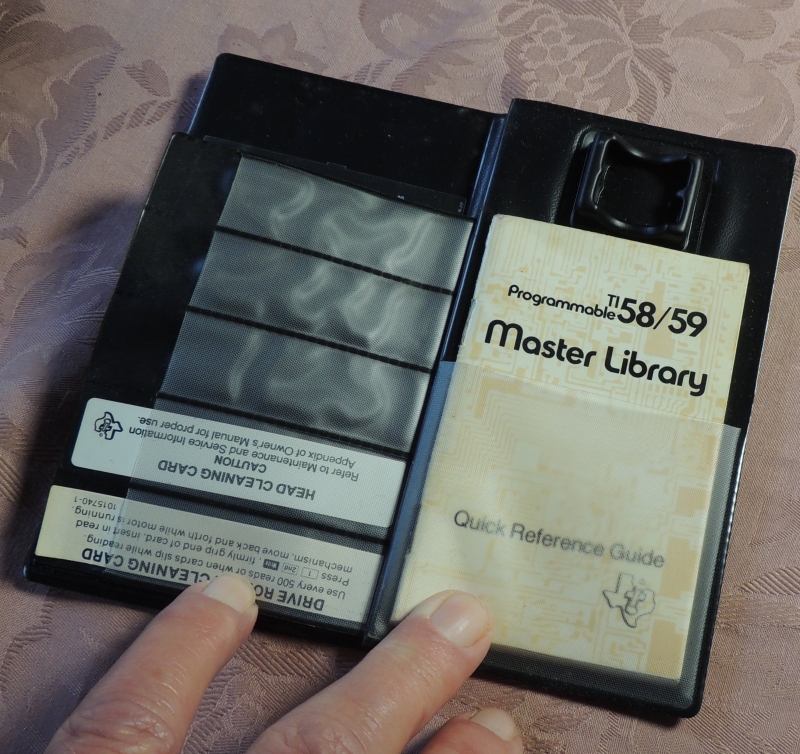 TI
Programmable 58/59
Master Library
Quick Reference Guide
HEAD CLEANING CARD
CAUTION
Refer to Maintenance and Service Information
Appendix of Owner's Manual for proper use.
DRIVE RO CLEANING CARD
Use every 500 reads or when cards slip while reading.
Press 1 2nd firmly grip end of card, insert in read
mechanism, move back and forth while motor is running.
1015740-1